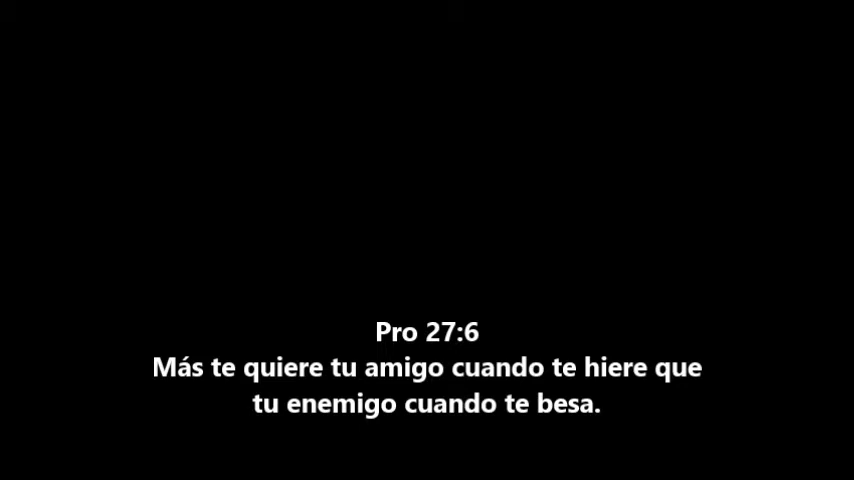 Pro 27:6
Más te quiere tu amigo cuando te hiere que
tu enemigo cuando te besa.